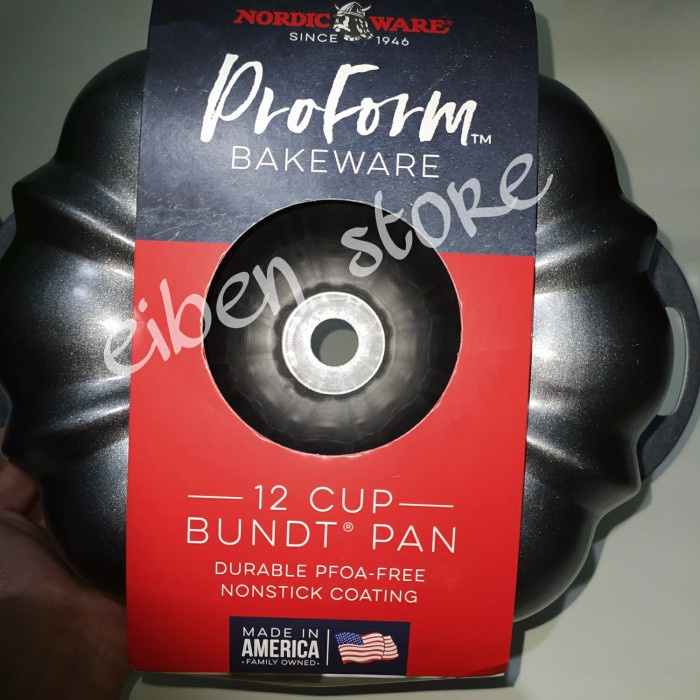 NORDIC WARE®
SINCE 1946
ProForm™
BAKEWARE
eiben store
12 CUP
BUNDT® PAN
DURABLE PFOA-FREE
NONSTICK COATING
MADE IN
AMERICA
•FAMILY OWNED•